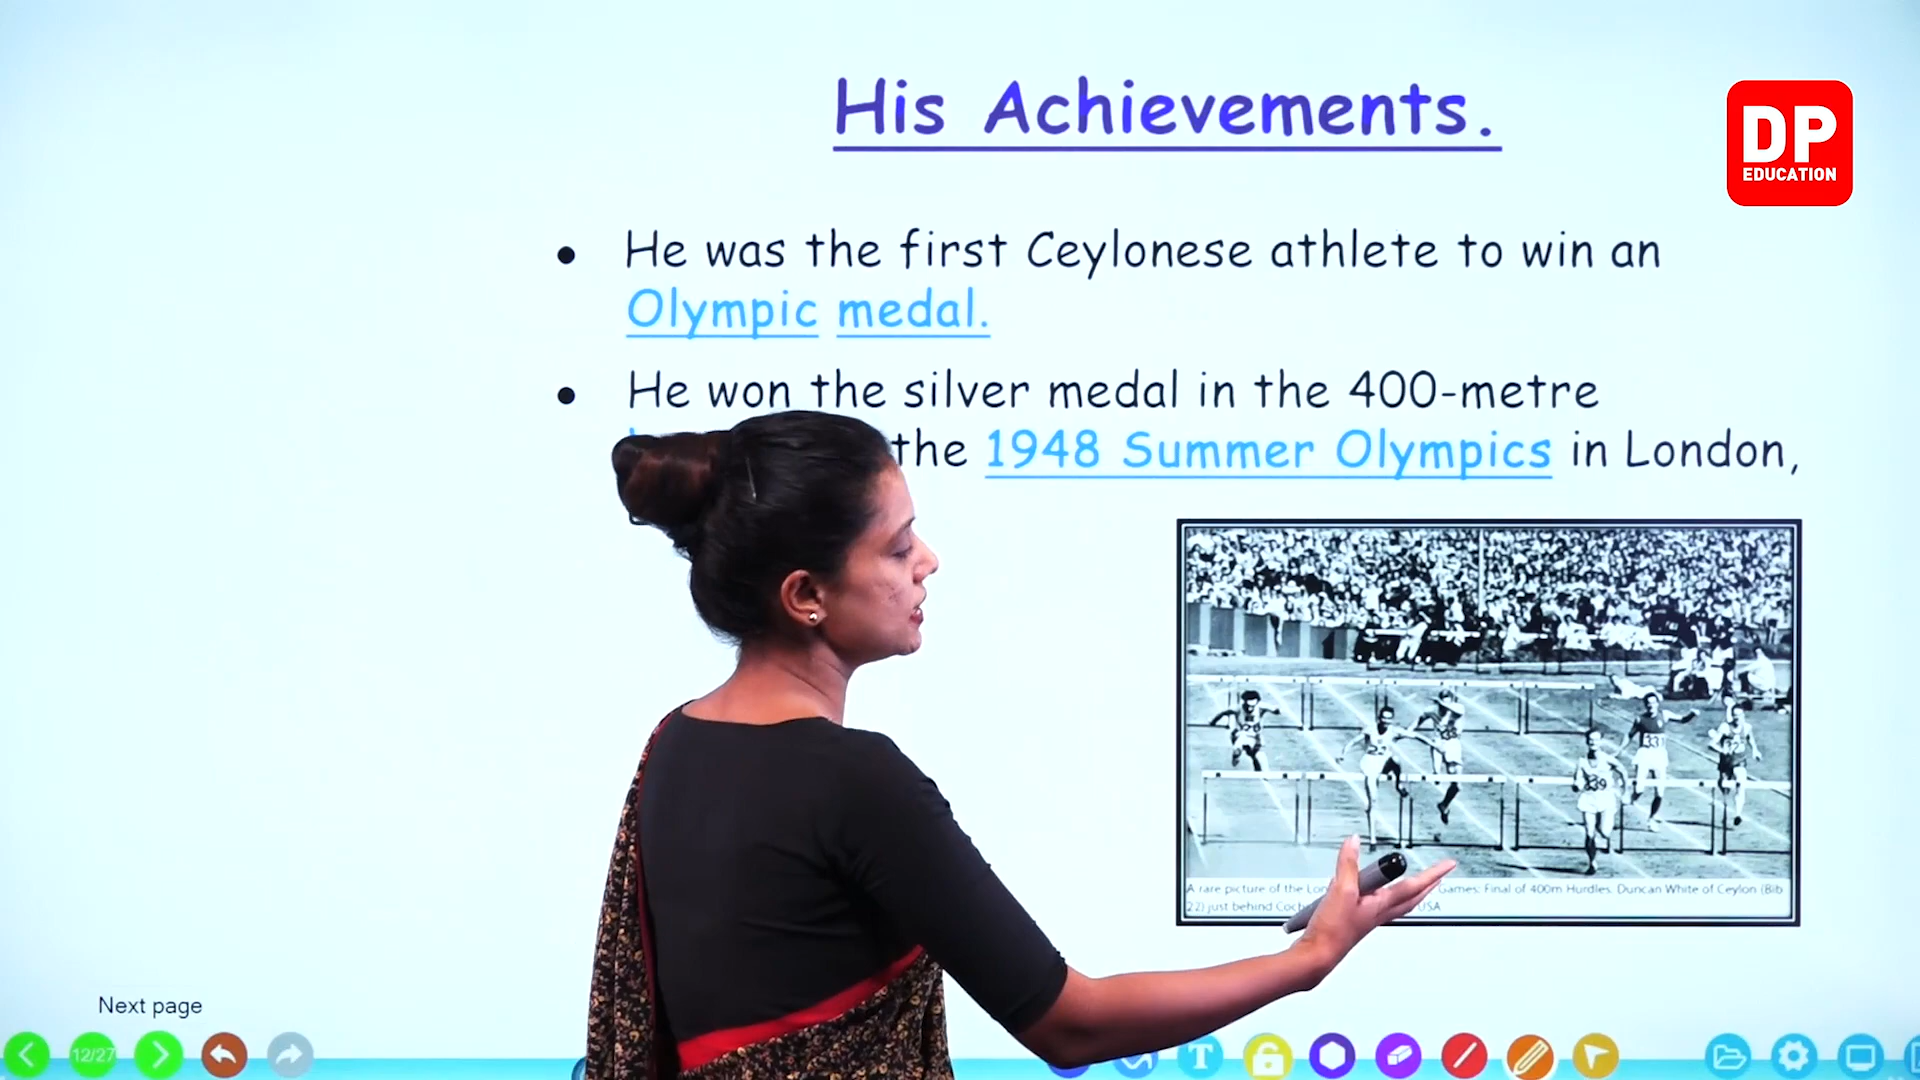 His Achievements.
DP
EDUCATION
• He was the first Ceylonese athlete to win an
Olympic medal.
• He won the silver medal in the 400-metre
the 1948 Summer Olympics in London,
A rare picture of the Games: Final of 400m Hurdles. Duncan White of Ceylon (Bib
22) just behind USA
Next page
12/27
T